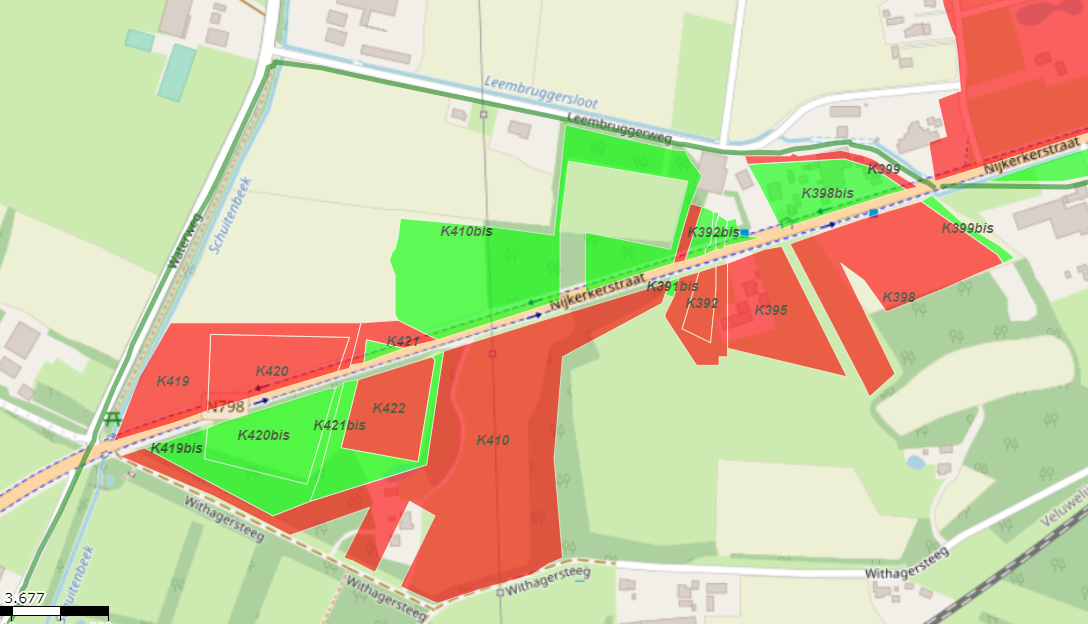 Leembruggersloot
Leembruggerweg
Nijkerkerstraat
K399
K398bis
Schuitenbeek
Waterweg
K410bis
K392bis
K399bis
Nijkerkerstraat
K391bis
K392
K398
K395
K421
K420
K419
N798
K422
K421bis
K420bis
K410
K419bis
Withagersteeg
Schuitenbeek
Withagersteeg
Withagersteeg
Withagersteeg
3.677